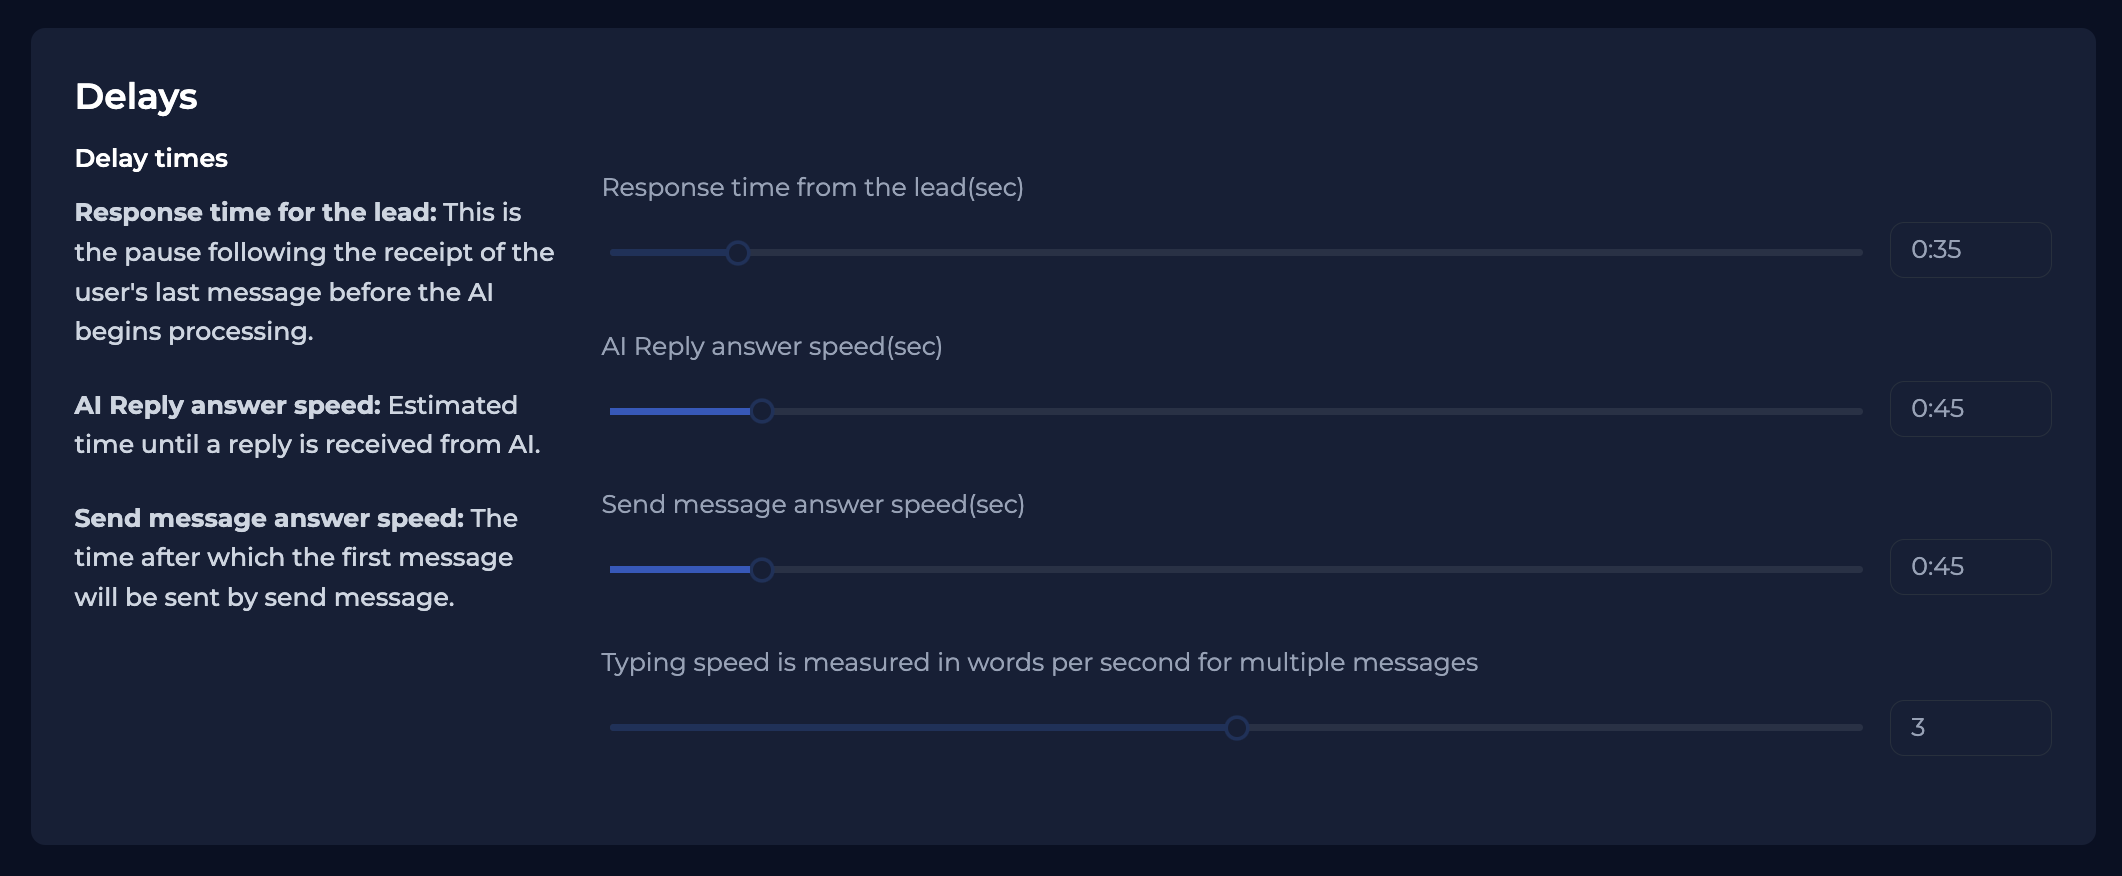 Delays
Delay times
Response time for the lead: This is
the pause following the receipt of the
user's last message before the AI
begins processing.
AI Reply answer speed: Estimated
time until a reply is received from AI.
Send message answer speed: The
time after which the first message
will be sent by send message.
Response time from the lead(sec)
0:35
AI Reply answer speed(sec)
0:45
Send message answer speed(sec)
0:45
Typing speed is measured in words per second for multiple messages
3